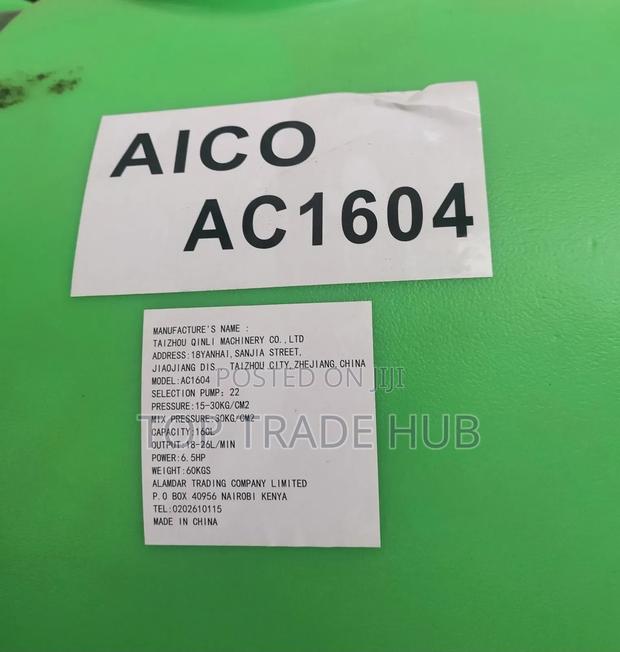 AICO
AC1604
MANUFACTURE'S NAME :
TAIZHOU QINLI MACHINERY CO.,LTD
ADDRESS:18YANHAI,SANJIA STREET,
JIAOJIANG DIS., TAIZHOU CITY,ZHEJIANG,CHINA
MODEL:AC1604
SELECTION PUMP: 22
PRESSURE:15-30KG/CM2
MIX PRESSURE:30KG/CM2
CAPACITY:160L
OUTPUT:18-26L/MIN
POWER:6.5HP
WEIGHT:60KGS
ALAMDAR TRADING COMPANY LIMITED
P.O BOX 40956 NAIROBI KENYA
TEL:0202610115
MADE IN CHINA
POSTED ON JIJI
TOP TRADE HUB